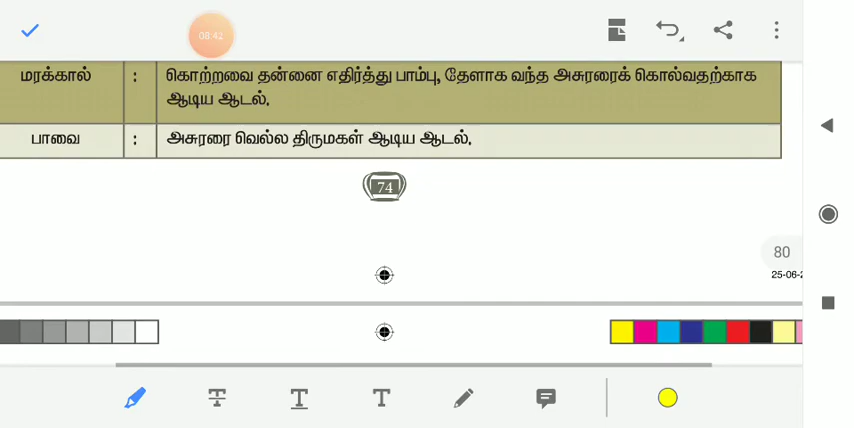 08:42
மரக்கால் : கொற்றவை தன்னை எதிர்த்து பாம்பு, தேளாக வந்த அசுரரைக் கொல்வதற்காக
ஆடிய ஆடல்.
பாவை : அசுரரை வெல்ல திருமகள் ஆடிய ஆடல்.
74
80
25-06-2
T T T